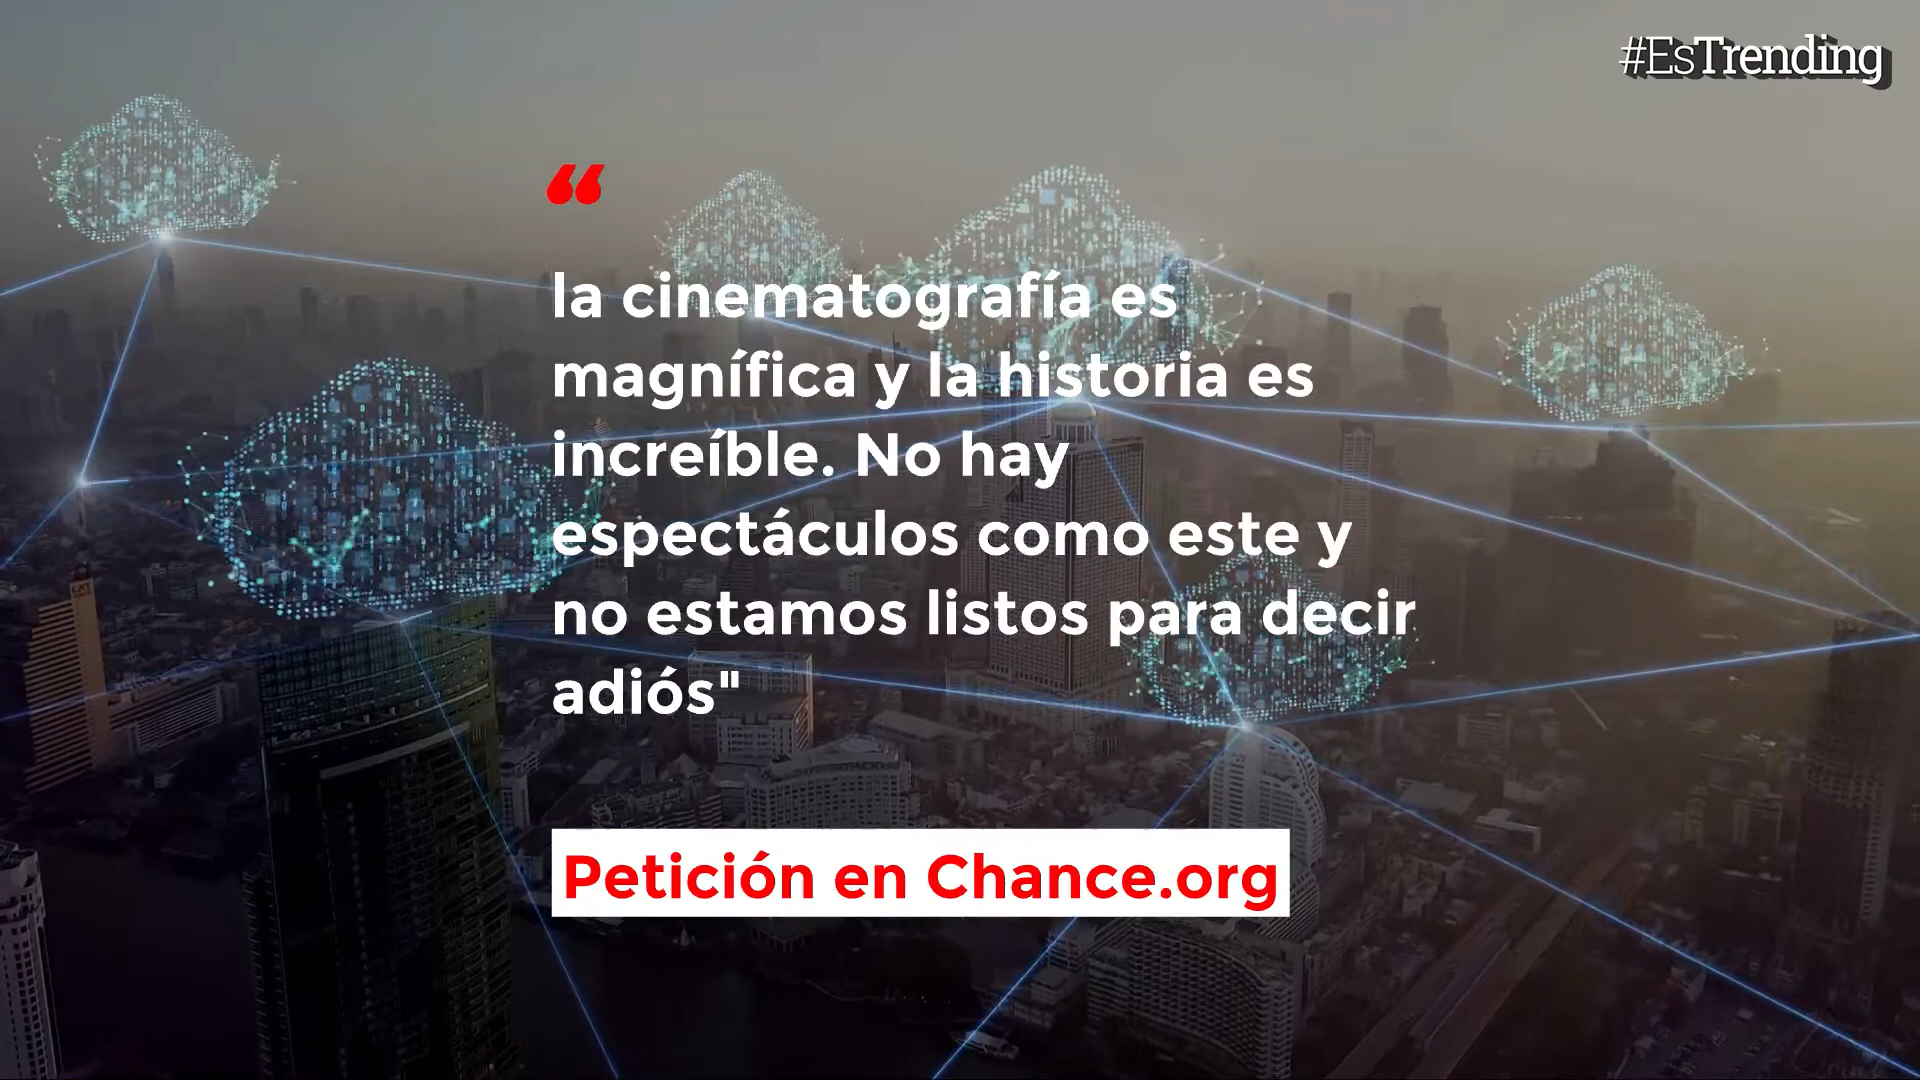 #EsTrending
“
la cinematografía es
magnífica y la historia es
increíble. No hay
espectáculos como este y
no estamos listos para decir
adiós"
Petición en Chance.org